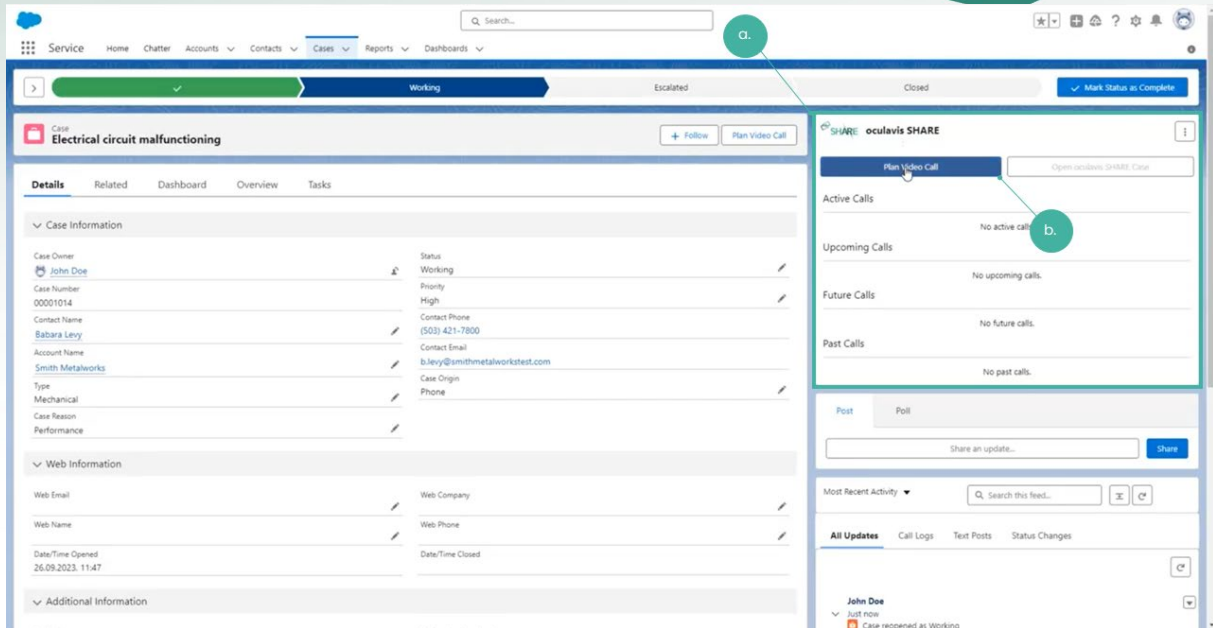 Search...
a.
Service Home Chatter Accounts Contacts Cases Reports Dashboards
Working Escalated Closed Mark Status as Complete
Case
Electrical circuit malfunctioning
+ Follow Plan Video Call
Details Related Dashboard Overview Tasks
Case Information
Case Owner
John Doe
Case Number
00001014
Contact Name
Babara Levy
Account Name
Smith Metalworks
Type
Mechanical
Case Reason
Performance
Status
Working
Priority
High
Contact Phone
(503) 421-7800
Contact Email
b.levy@smithmetalworkstest.com
Case Origin
Phone
Web Information
Web Email
Web Name
Date/Time Opened
26.09.2023. 11:47
Web Company
Web Phone
Date/Time Closed
Additional Information
SHARE oculavis SHARE
Plan Video Call Open oculavis SHARE Case
Active Calls
No active calls
b.
Upcoming Calls
No upcoming calls.
Future Calls
No future calls.
Past Calls
No past calls.
Post Poll
Share an update... Share
Most Recent Activity Search this feed...
All Updates Call Logs Text Posts Status Changes
John Doe
Just now
Case reopened as Working